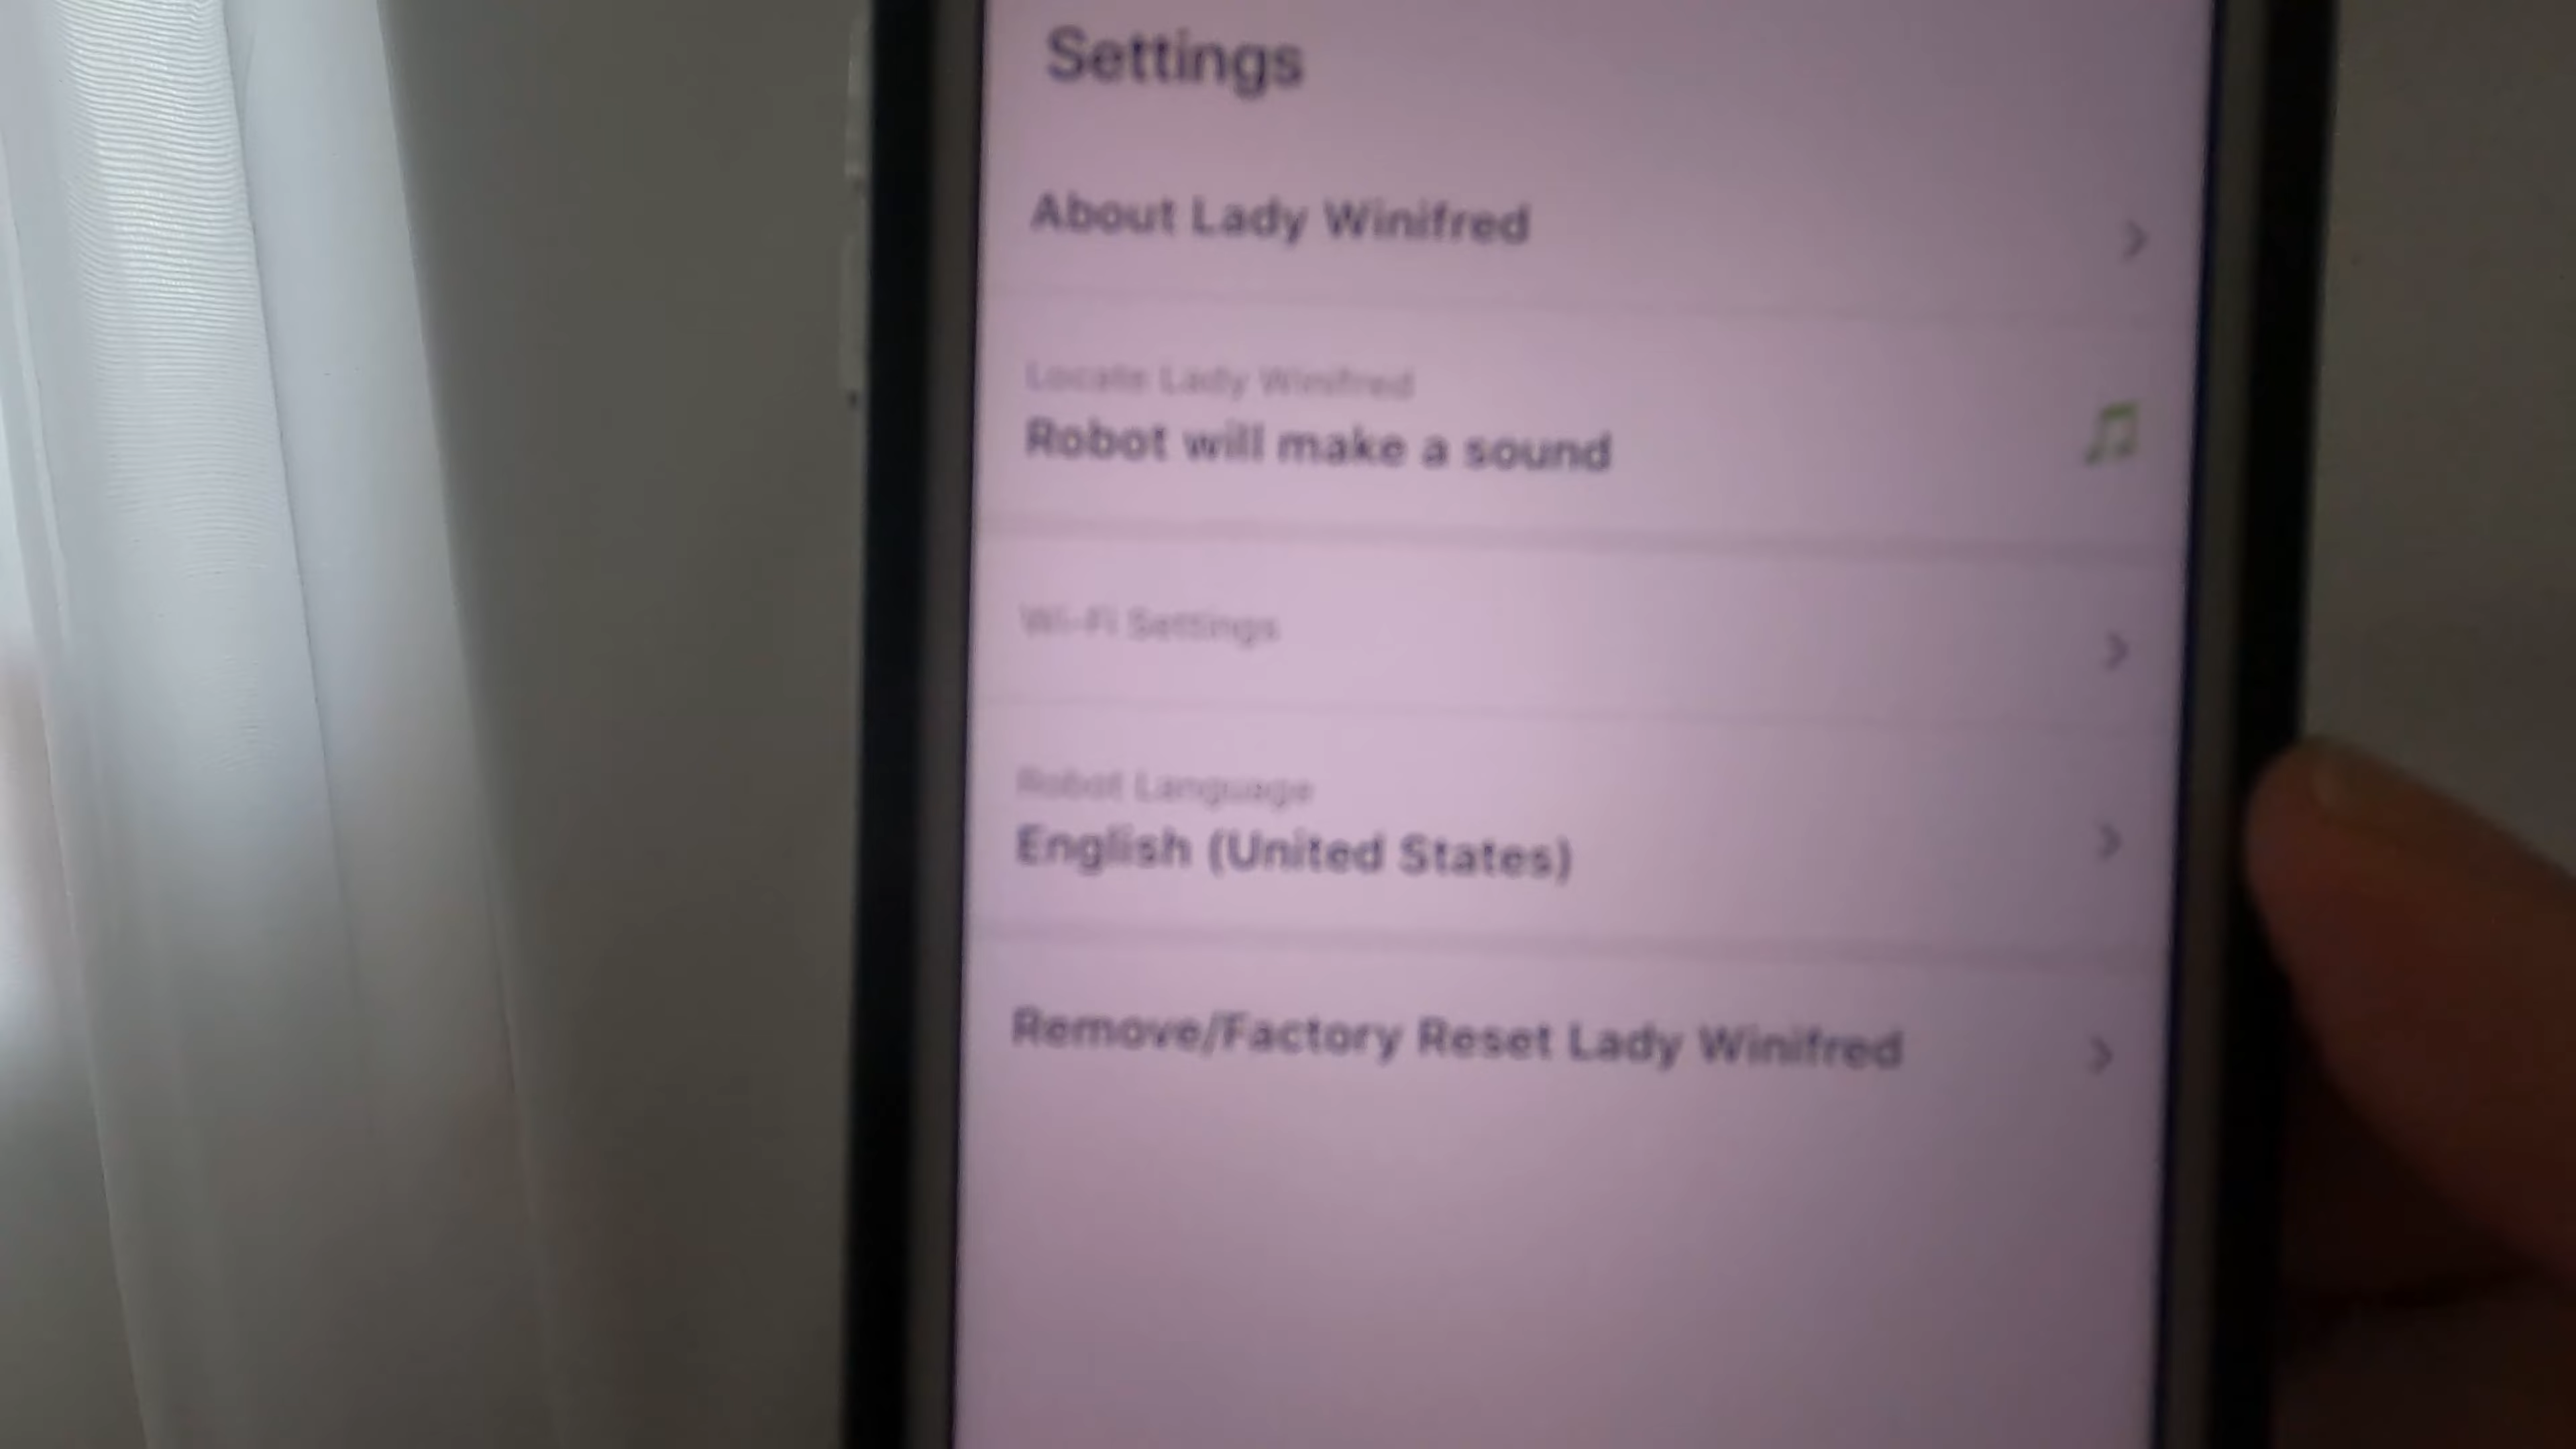 Settings
About Lady Winifred
Locate Lady Winifred
Robot will make a sound
Wi-Fi Settings
Robot Language
English (United States)
Remove/Factory Reset Lady Winifred